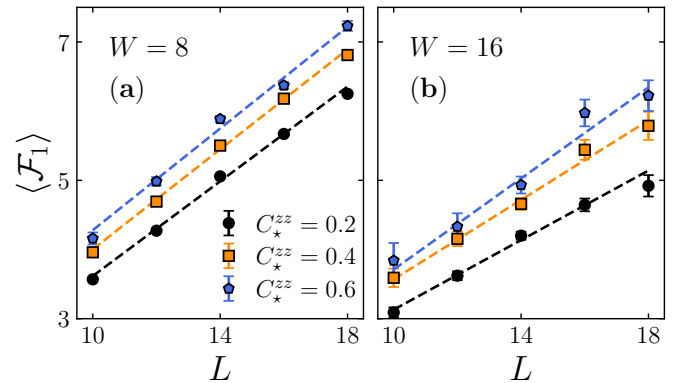 W = 8
(a)
7
5
3
⟨ℱ₁⟩
C⋆^{zz} = 0.2
C⋆^{zz} = 0.4
C⋆^{zz} = 0.6
10
14
18
L
W = 16
(b)
10
14
18
L